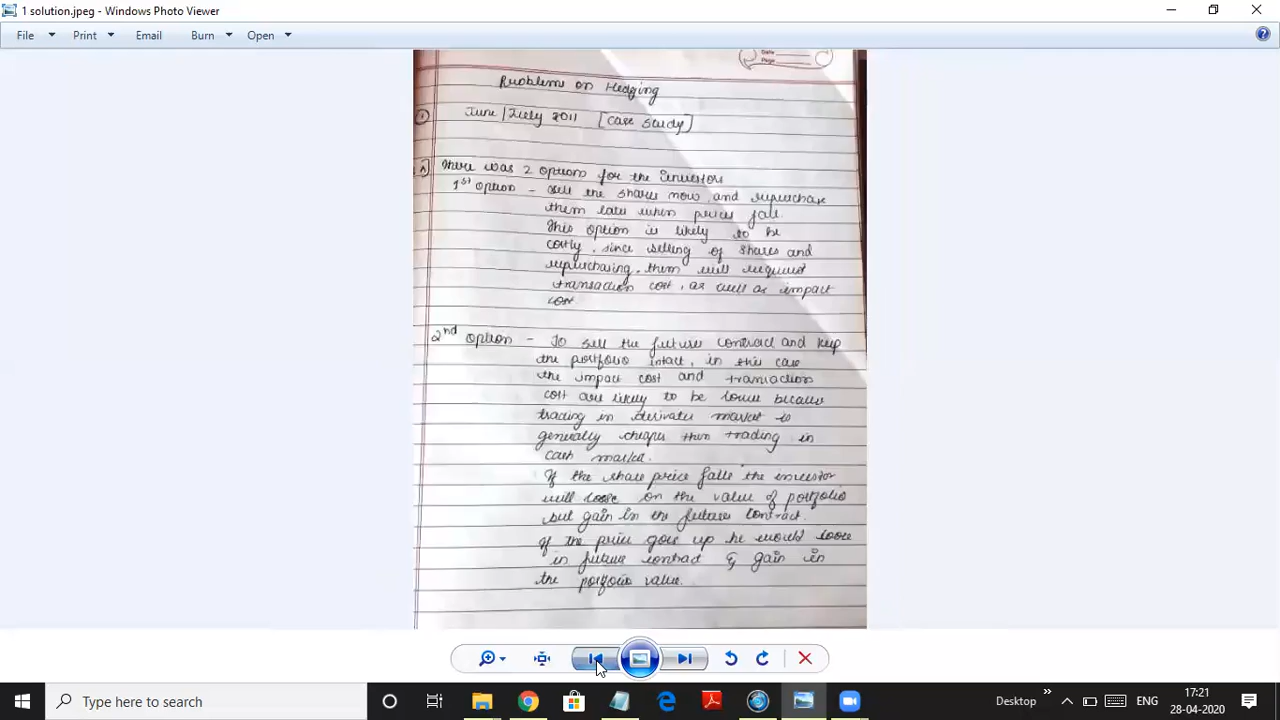 1 solution.jpeg - Windows Photo Viewer
File Print Email Burn Open
Date
Page
Problems on Hedging
① June/July 2011 [Case Study]
There was 2 option for the investor
1st option - sell the shares now, and repurchase
them later when prices fall.
This option is likely to be
costly, since selling of shares and
repurchasing them will required
transaction cost, as well as impact
cost
2nd option - To sell the future contract and keep
the portfolio intact, in this case
the impact cost and transaction
cost are likely to be lower because
trading in derivate market is
generally cheaper then trading in
cash market.
If the share price falls the investor
will loose on the value of portfolio
but gain in the future contract.
If the price goes up he would loose
in future contract & gain in
the portfolio value.
Type here to search
Desktop
ENG
17:21
28-04-2020